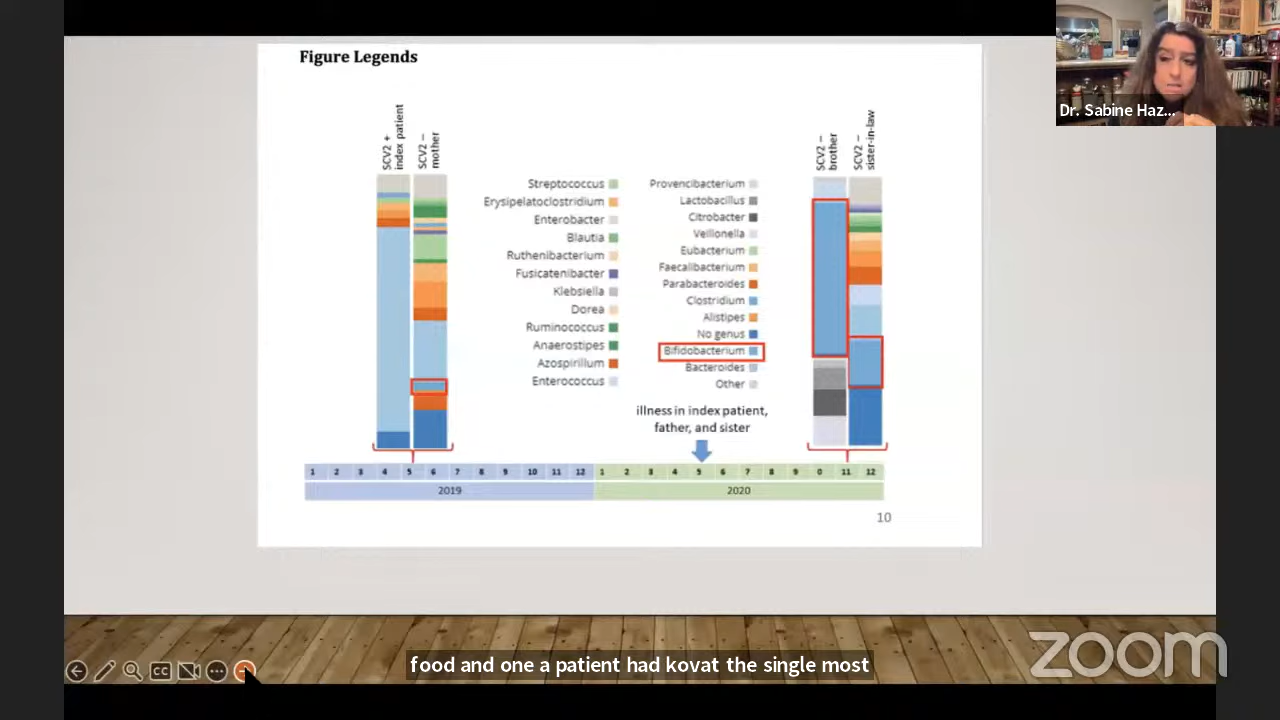 Figure Legends
Dr. Sabine Haz...
SCV2 +
index patient
SCV2 –
mother
SCV2 –
brother
SCV2 –
sister-in-law
Streptococcus
Erysipelatoclostridium
Enterobacter
Blautia
Ruthenibacterium
Fusicatenibacter
Klebsiella
Dorea
Ruminococcus
Anaerostipes
Azospirillum
Enterococcus
Provencibacterium
Lactobacillus
Citrobacter
Veillonella
Eubacterium
Faecalibacterium
Parabacteroides
Clostridium
Alistipes
No genus
Bifidobacterium
Bacteroides
Other
illness in index patient,
father, and sister
1 2 3 4 5 6 7 8 9 10 11 12 1 2 3 4 5 6 7 8 9 0 11 12
2019 2020
10
CC
food and one a patient had kovat the single most
zoom